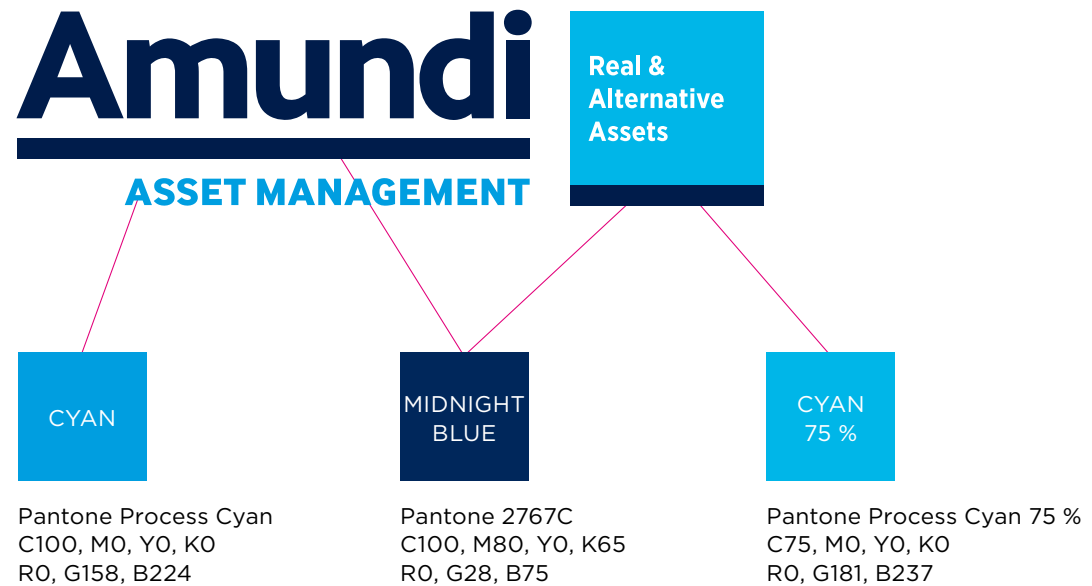 Amundi
ASSET MANAGEMENT
Real &
Alternative
Assets
CYAN
MIDNIGHT
BLUE
CYAN
75 %
Pantone Process Cyan
C100, M0, Y0, K0
R0, G158, B224
Pantone 2767C
C100, M80, Y0, K65
R0, G28, B75
Pantone Process Cyan 75 %
C75, M0, Y0, K0
R0, G181, B237